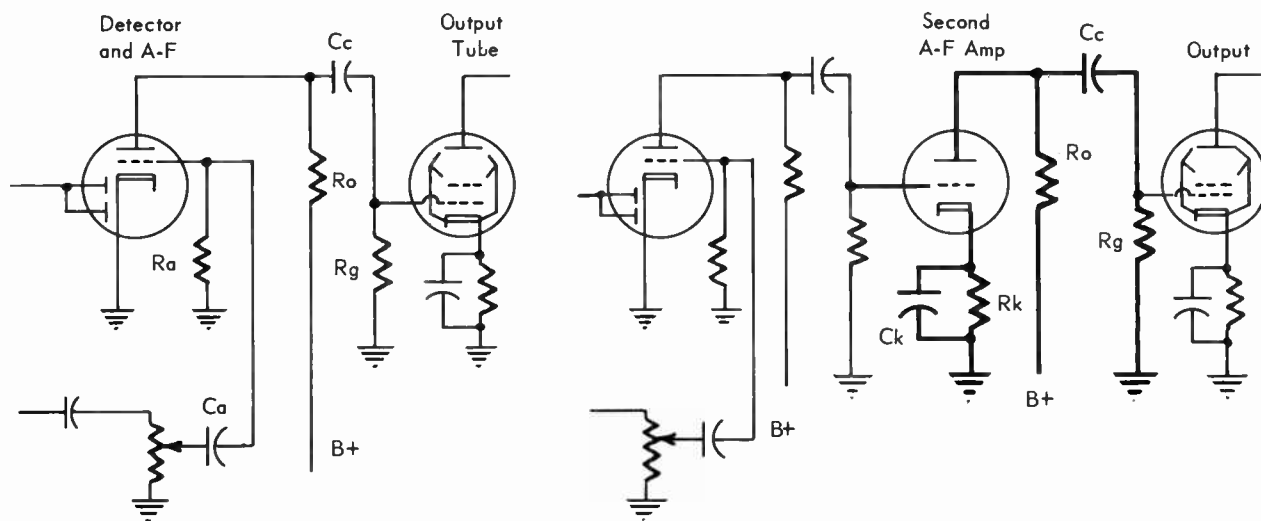 Detector
and A-F
Cc
Output
Tube
Ro
Ra
Rg
Ca
B+
Second
A-F Amp
Cc
Output
Ro
Rg
Rk
Ck
B+
B+